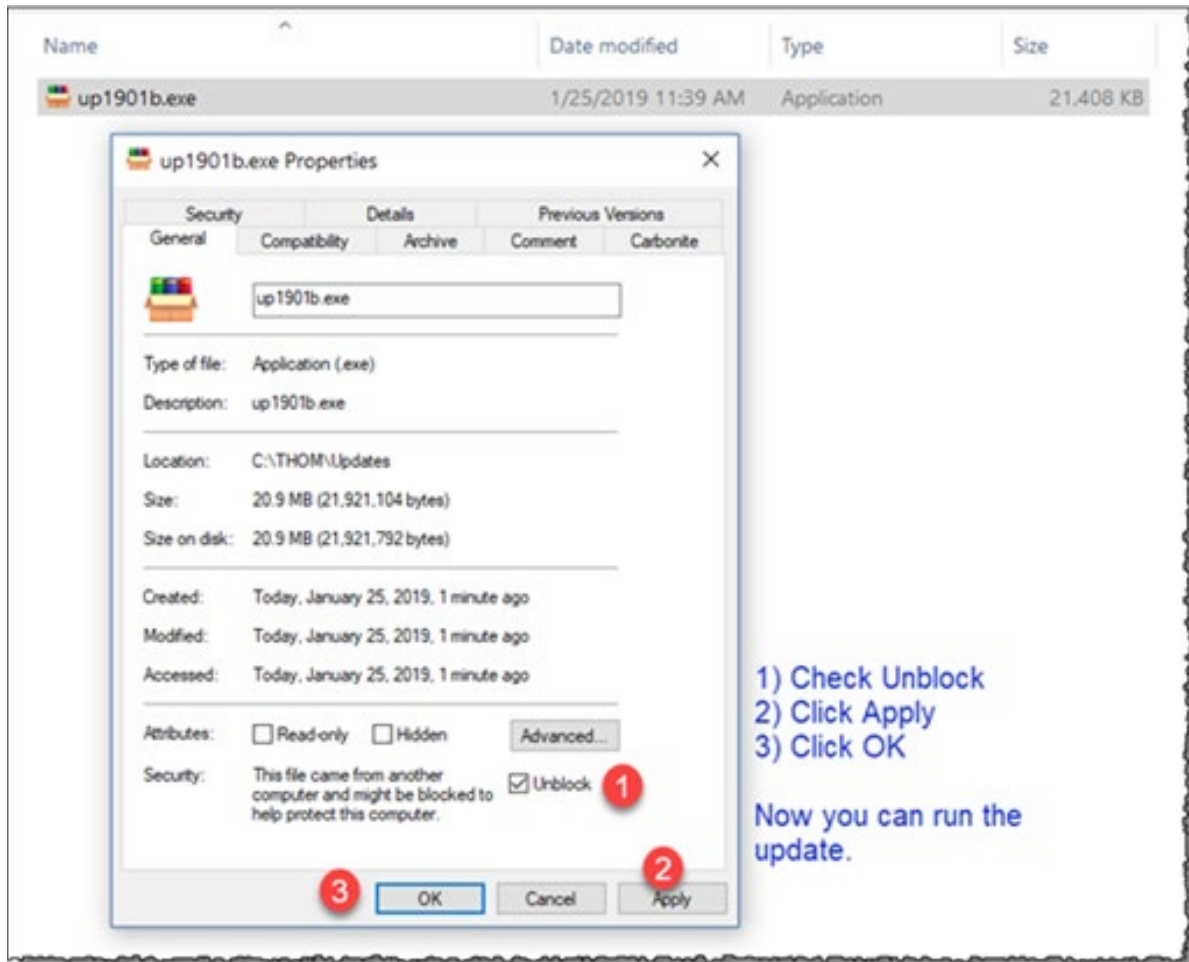 Name Date modified Type Size
up1901b.exe 1/25/2019 11:39 AM Application 21,408 KB
up1901b.exe Properties
Security Details Previous Versions
General Compatibility Archive Comment Carbonite
up1901b.exe
Type of file: Application (.exe)
Description: up1901b.exe
Location: C:\THOM\Updates
Size: 20.9 MB (21,921,104 bytes)
Size on disk: 20.9 MB (21,921,792 bytes)
Created: Today, January 25, 2019, 1 minute ago
Modified: Today, January 25, 2019, 1 minute ago
Accessed: Today, January 25, 2019, 1 minute ago
Attributes: Read-only Hidden Advanced...
Security: This file came from another
computer and might be blocked to
help protect this computer.
Unblock 1
2
3 OK Cancel Apply
1) Check Unblock
2) Click Apply
3) Click OK
Now you can run the
update.